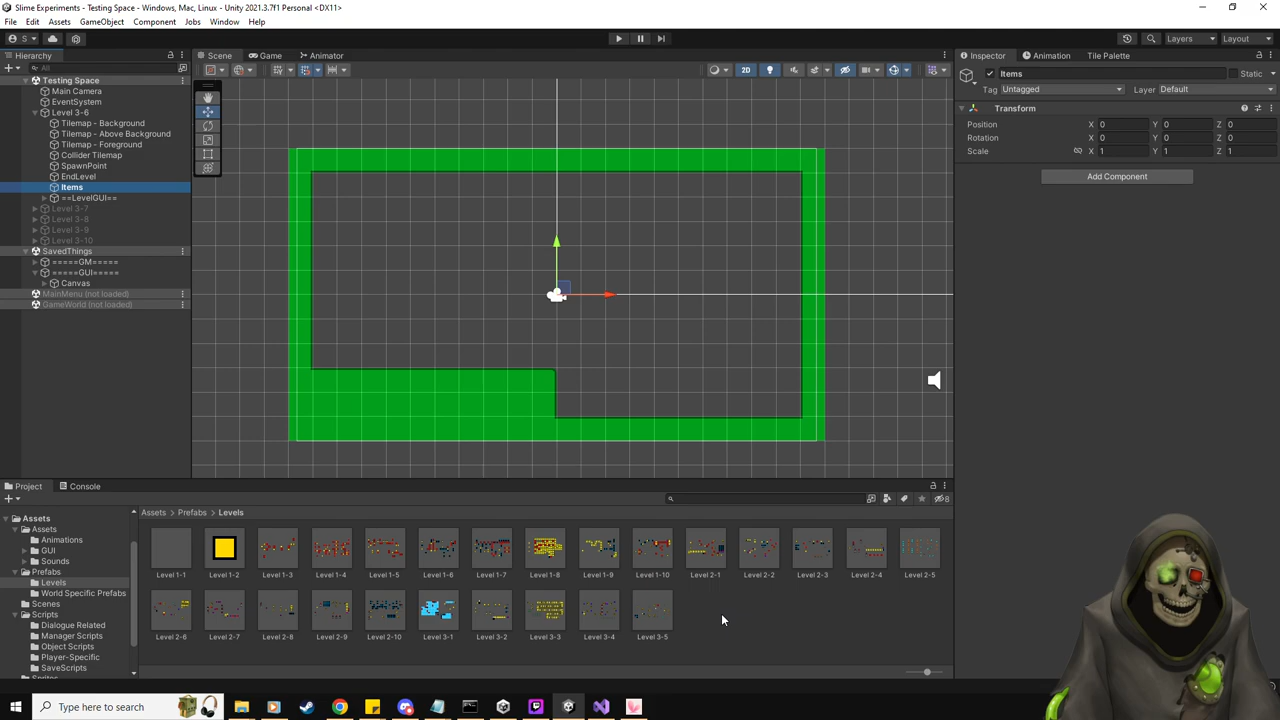 Slime Experiments - Testing Space - Windows, Mac, Linux - Unity 2021.3.7f1 Personal <DX11>
File Edit Assets GameObject Component Jobs Window Help
S Layers Layout
Hierarchy Scene Game Animator Inspector Animation Tile Palette
All
2D
Items Static
Tag Untagged Layer Default
Transform
Position X 0 Y 0 Z 0
Rotation X 0 Y 0 Z 0
Scale X 1 Y 1 Z 1
Add Component
Testing Space
Main Camera
EventSystem
Level 3-6
Tilemap - Background
Tilemap - Above Background
Tilemap - Foreground
Collider Tilemap
SpawnPoint
EndLevel
Items
==LevelGUI==
Level 3-7
Level 3-8
Level 3-9
Level 3-10
SavedThings
=====GM=====
=====GUI=====
Canvas
MainMenu (not loaded)
GameWorld (not loaded)
Project Console
8
Assets
Assets
Animations
GUI
Sounds
Prefabs
Levels
World Specific Prefabs
Scenes
Scripts
Dialogue Related
Manager Scripts
Object Scripts
Player-Specific
SaveScripts
Assets Prefabs Levels
Level 1-1 Level 1-2 Level 1-3 Level 1-4 Level 1-5 Level 1-6 Level 1-7 Level 1-8 Level 1-9 Level 1-10 Level 2-1 Level 2-2 Level 2-3 Level 2-4 Level 2-5
Level 2-6 Level 2-7 Level 2-8 Level 2-9 Level 2-10 Level 3-1 Level 3-2 Level 3-3 Level 3-4 Level 3-5
Type here to search